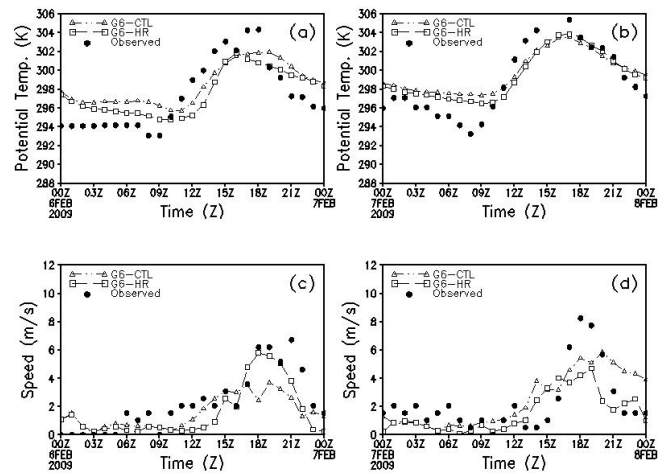 (a)
G6-CTL
G6-HR
Observed
Potential Temp. (K)
306
304
302
300
298
296
294
292
290
288
286
00Z 03Z 06Z 09Z 12Z 15Z 18Z 21Z 00Z
6FEB 7FEB
2009
Time (Z)
(b)
G6-CTL
G6-HR
Observed
Potential Temp. (K)
306
304
302
300
298
296
294
292
290
288
286
00Z 03Z 06Z 09Z 12Z 15Z 18Z 21Z 00Z
7FEB 8FEB
2009
Time (Z)
(c)
G6-CTL
G6-HR
Observed
Speed (m/s)
12
10
8
6
4
2
0
00Z 03Z 06Z 09Z 12Z 15Z 18Z 21Z 00Z
6FEB 7FEB
2009
Time (Z)
(d)
G6-CTL
G6-HR
Observed
Speed (m/s)
12
10
8
6
4
2
0
00Z 03Z 06Z 09Z 12Z 15Z 18Z 21Z 00Z
7FEB 8FEB
2009
Time (Z)